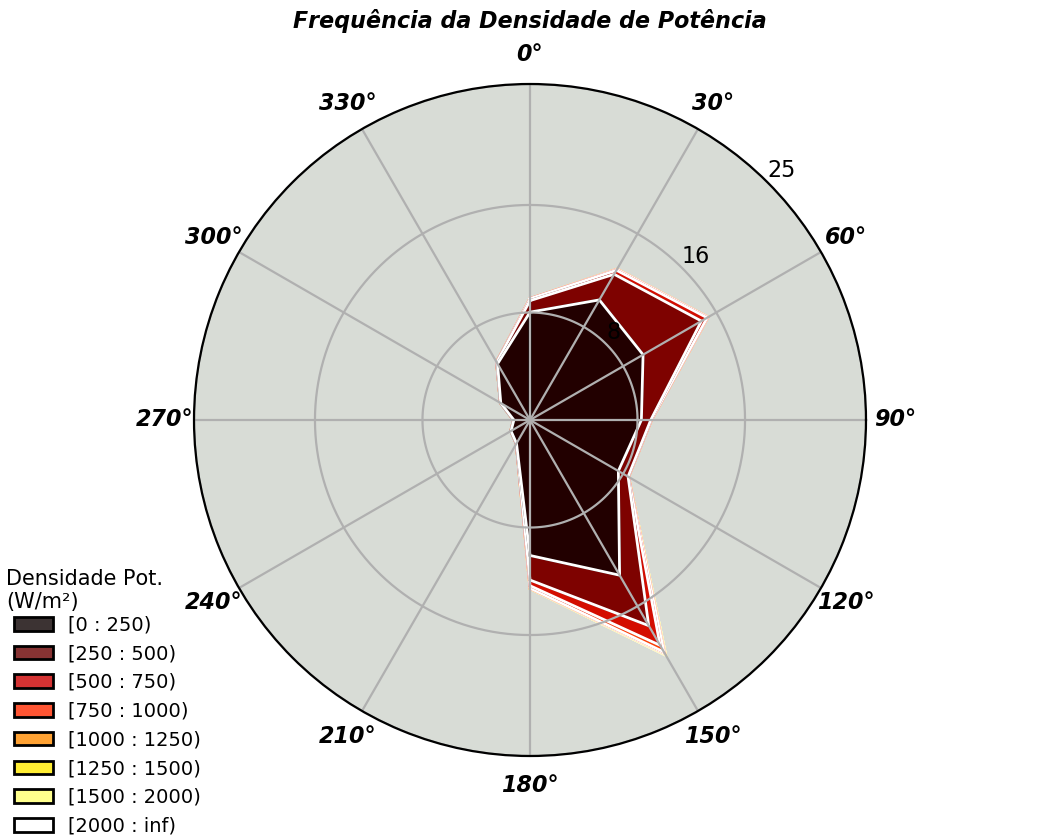 Frequência da Densidade de Potência
0°
30°
60°
90°
120°
150°
180°
210°
240°
270°
300°
330°
8
16
25
Densidade Pot.
(W/m²)
[0 : 250)
[250 : 500)
[500 : 750)
[750 : 1000)
[1000 : 1250)
[1250 : 1500)
[1500 : 2000)
[2000 : inf)